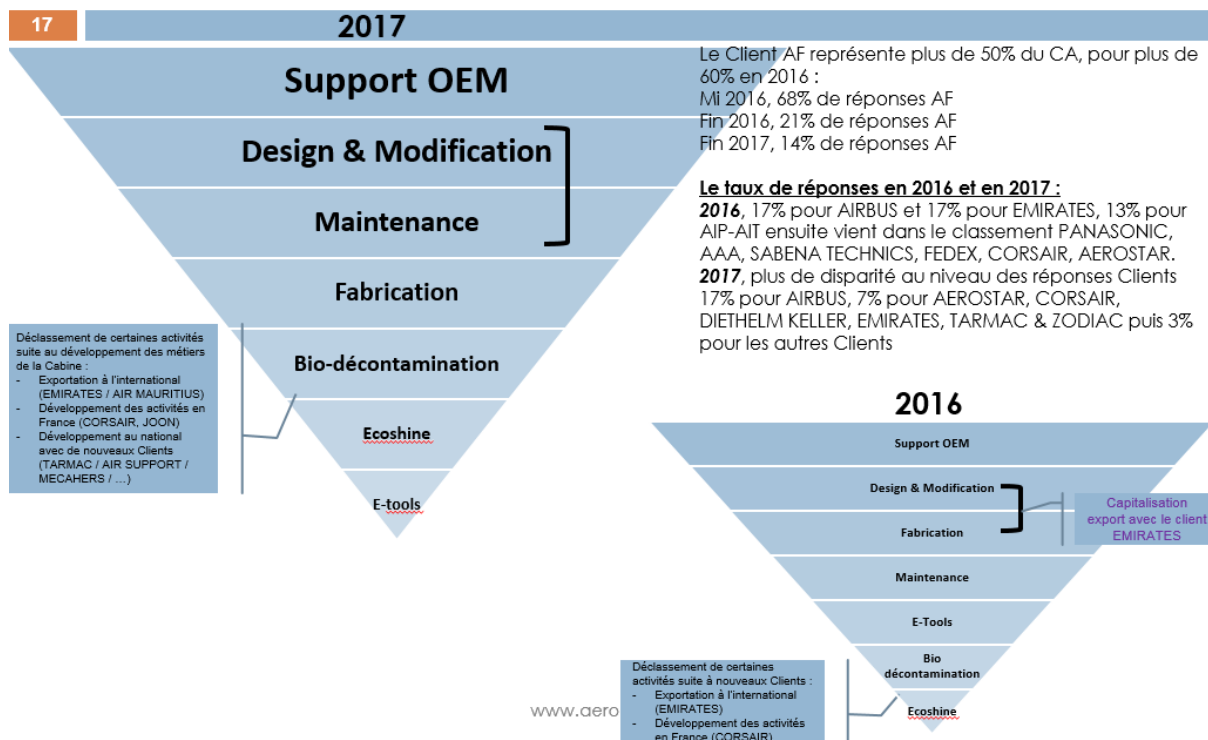 17
2017
Support OEM
Design & Modification
Maintenance
Fabrication
Bio-décontamination
Ecoshine
E-tools
Déclassement de certaines activités
suite au développement des métiers
de la Cabine :
- Exportation à l'international
(EMIRATES / AIR MAURITIUS)
- Développement des activités en
France (CORSAIR, JOON)
- Développement au national
avec de nouveaux Clients
(TARMAC / AIR SUPPORT /
MECAHERS / …)
Le Client AF représente plus de 50% du CA, pour plus de
60% en 2016 :
Mi 2016, 68% de réponses AF
Fin 2016, 21% de réponses AF
Fin 2017, 14% de réponses AF
Le taux de réponses en 2016 et en 2017 :
2016, 17% pour AIRBUS et 17% pour EMIRATES, 13% pour
AIP-AIT ensuite vient dans le classement PANASONIC,
AAA, SABENA TECHNICS, FEDEX, CORSAIR, AEROSTAR.
2017, plus de disparité au niveau des réponses Clients
17% pour AIRBUS, 7% pour AEROSTAR, CORSAIR,
DIETHELM KELLER, EMIRATES, TARMAC & ZODIAC puis 3%
pour les autres Clients
2016
Support OEM
Design & Modification
Fabrication
Maintenance
E-Tools
Bio
décontamination
Ecoshine
Capitalisation
export avec le client
EMIRATES
Déclassement de certaines
activités suite à nouveaux Clients :
- Exportation à l'international
(EMIRATES)
- Développement des activités
en France (CORSAIR)
www.aero